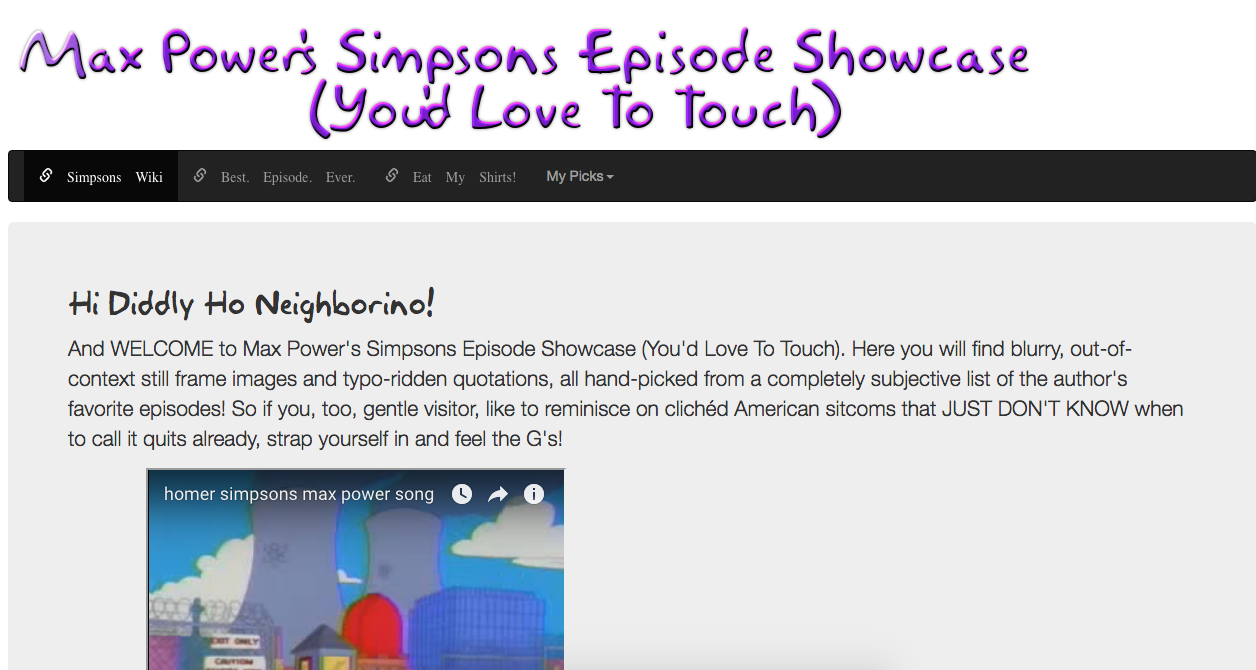 Max Power's Simpsons Episode Showcase
(You'd Love To Touch)
Simpsons Wiki Best. Episode. Ever. Eat My Shirts! My Picks
Hi Diddly Ho Neighborino!
And WELCOME to Max Power's Simpsons Episode Showcase (You'd Love To Touch). Here you will find blurry, out-of-
context still frame images and typo-ridden quotations, all hand-picked from a completely subjective list of the author's
favorite episodes! So if you, too, gentle visitor, like to reminisce on clichéd American sitcoms that JUST DON'T KNOW when
to call it quits already, strap yourself in and feel the G's!
homer simpsons max power song
EXIT ONLY
CAUTION